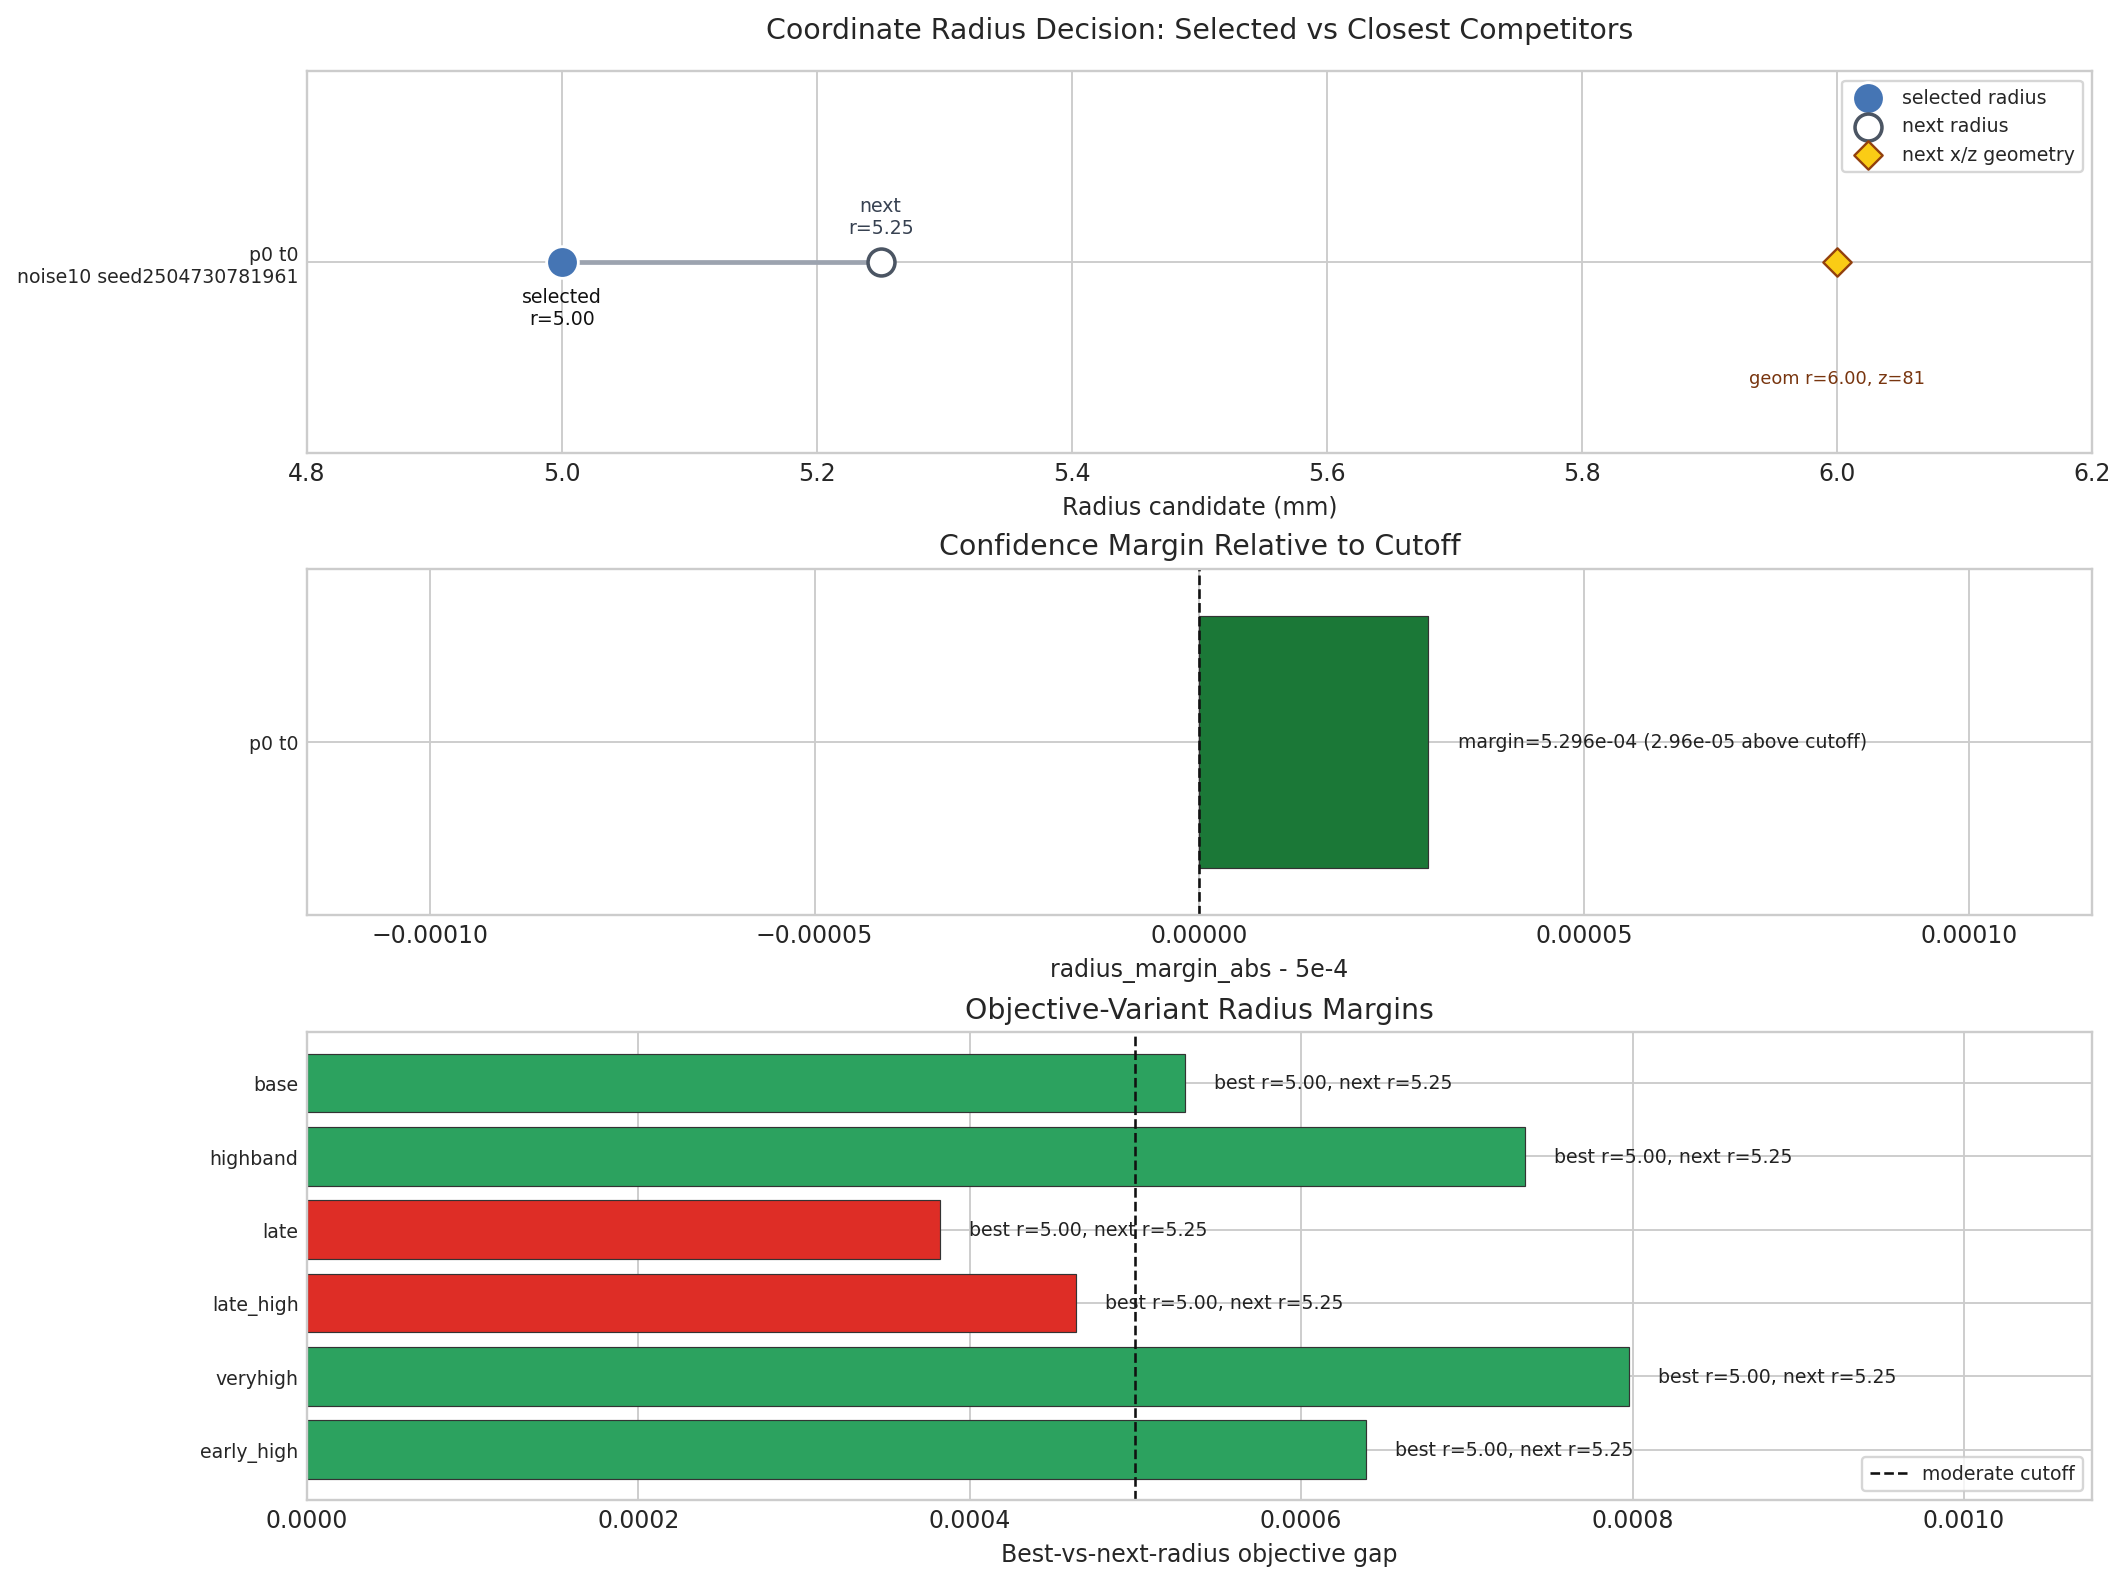 Coordinate Radius Decision: Selected vs Closest Competitors
selected radius
next radius
next x/z geometry
next
r=5.25
p0 t0
noise10 seed2504730781961
selected
r=5.00
geom r=6.00, z=81
4.8 5.0 5.2 5.4 5.6 5.8 6.0 6.2
Radius candidate (mm)
Confidence Margin Relative to Cutoff
p0 t0
margin=5.296e-04 (2.96e-05 above cutoff)
−0.00010 −0.00005 0.00000 0.00005 0.00010
radius_margin_abs - 5e-4
Objective-Variant Radius Margins
base
best r=5.00, next r=5.25
highband
best r=5.00, next r=5.25
late
best r=5.00, next r=5.25
late_high
best r=5.00, next r=5.25
veryhigh
best r=5.00, next r=5.25
early_high
best r=5.00, next r=5.25
moderate cutoff
0.0000 0.0002 0.0004 0.0006 0.0008 0.0010
Best-vs-next-radius objective gap